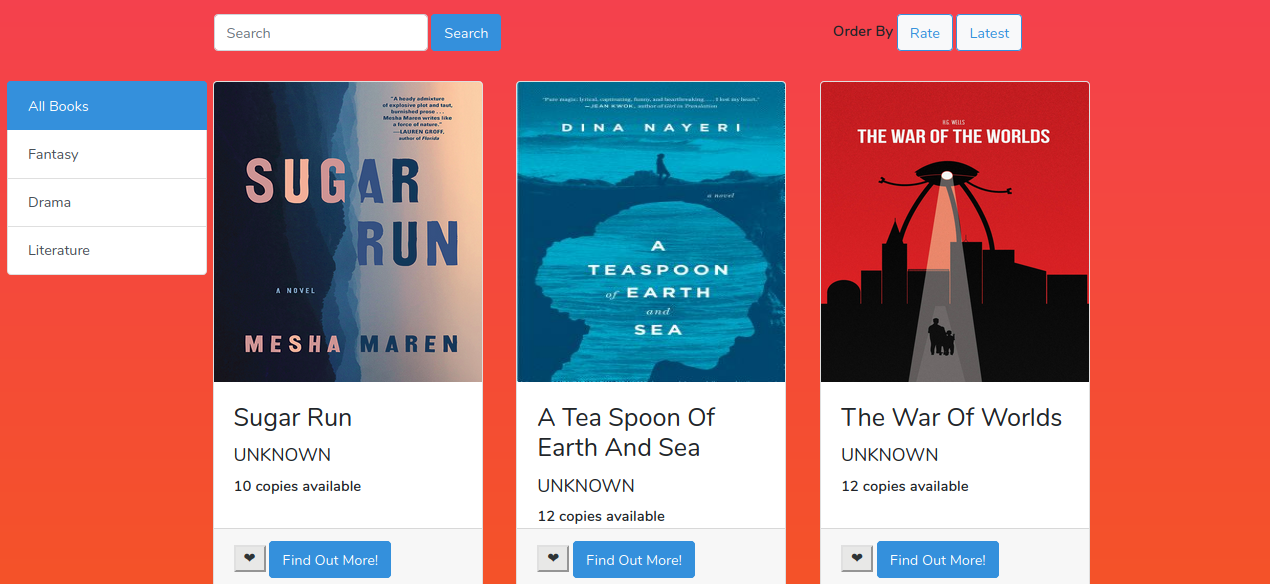 Search
Search
Order By
Rate
Latest
All Books
Fantasy
Drama
Literature
"A heady admixture
of explosive plot and taut,
burnished prose . . .
Mesha Maren writes like
a force of nature."
—LAUREN GROFF,
author of Florida
SUGAR
RUN
A NOVEL
MESHA MAREN
"Pure magic; lyrical, captivating, funny, and heartbreaking. . . . I lost my heart."
—JEAN KWOK, author of Girl in Translation
DINA NAYERI
a novel
A
TEASPOON
of EARTH
and
SEA
H.G. WELLS
THE WAR OF THE WORLDS
Sugar Run
UNKNOWN
10 copies available
❤ Find Out More!
A Tea Spoon Of
Earth And Sea
UNKNOWN
12 copies available
❤ Find Out More!
The War Of Worlds
UNKNOWN
12 copies available
❤ Find Out More!